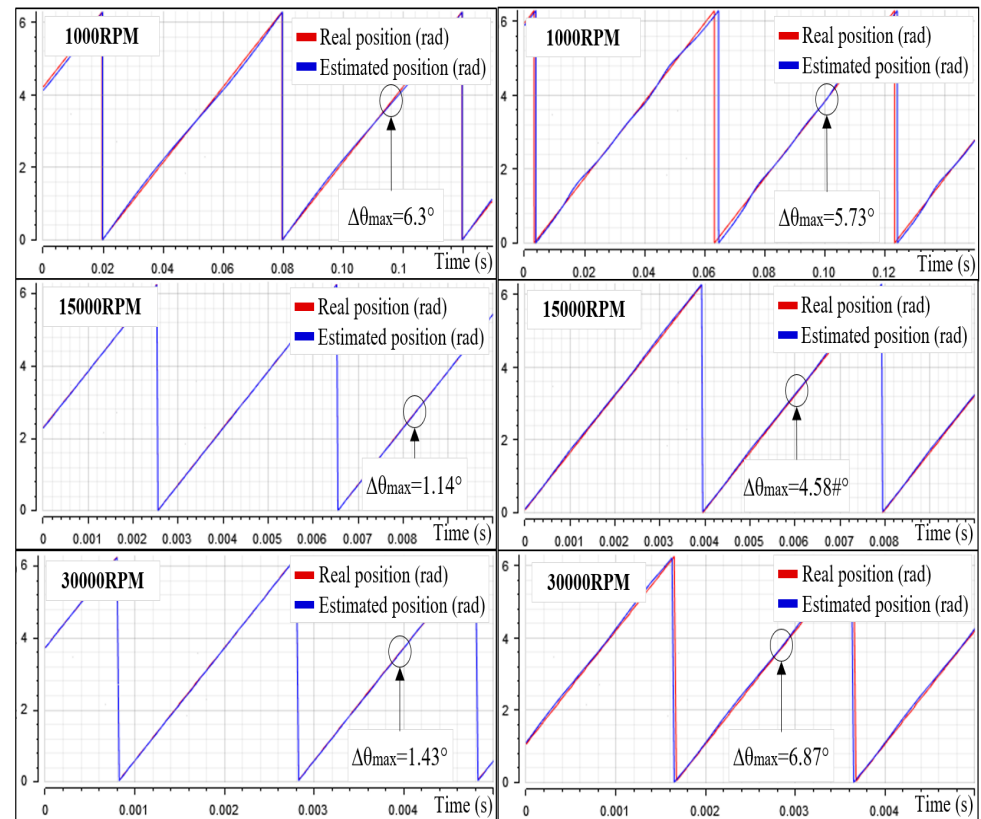 1000RPM
Real position (rad)
Estimated position (rad)
6
4
2
0
Δθmax=6.3°
0 0.02 0.04 0.06 0.08 0.10 0.1 Time (s)
1000RPM
Real position (rad)
Estimated position (rad)
6
4
2
0
Δθmax=5.73°
0 0.02 0.04 0.06 0.08 0.10 0.12 Time (s)
15000RPM
Real position (rad)
Estimated position (rad)
6
4
2
0
Δθmax=1.14°
0 0.001 0.002 0.003 0.004 0.005 0.006 0.007 0.008 Time (s)
15000RPM
Real position (rad)
Estimated position (rad)
6
4
2
0
Δθmax=4.58#°
0 0.001 0.002 0.003 0.004 0.005 0.006 0.007 0.008 Time (s)
30000RPM
Real position (rad)
Estimated position (rad)
6
4
2
0
Δθmax=1.43°
0 0.001 0.002 0.003 0.004 Time (s)
30000RPM
Real position (rad)
Estimated position (rad)
6
4
2
0
Δθmax=6.87°
0 0.001 0.002 0.003 0.004 Time (s)